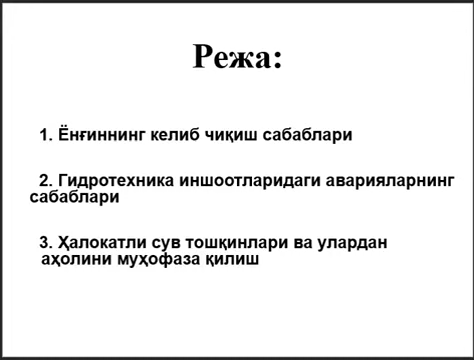 Режа:
1. Ёнғиннинг келиб чиқиш сабаблари
2. Гидротехника иншоотларидаги аварияларнинг
сабаблари
3. Ҳалокатли сув тошқинлари ва улардан
аҳолини муҳофаза қилиш